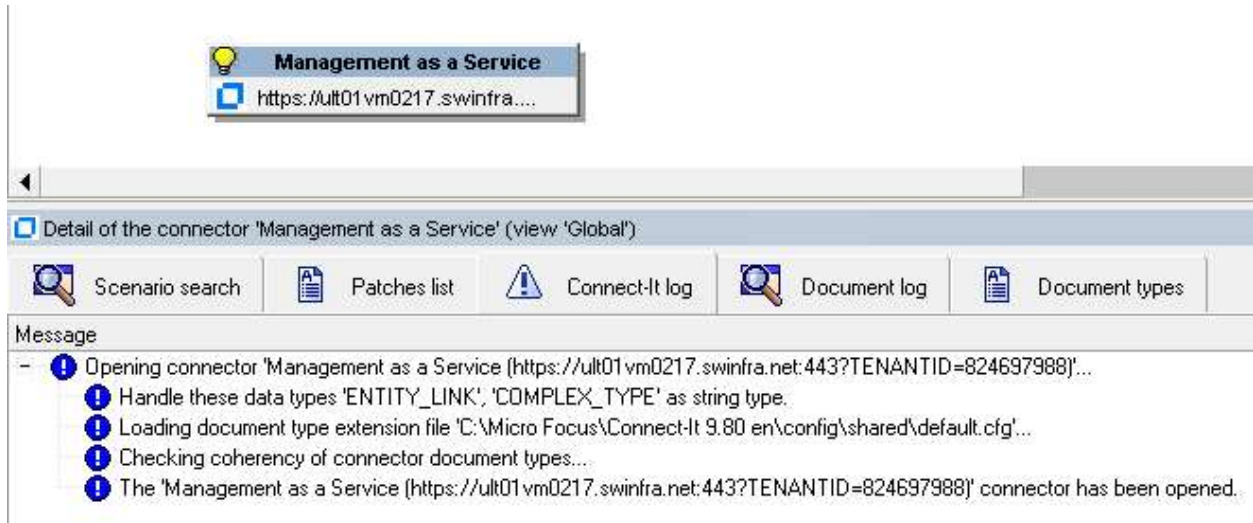 Management as a Service
https://ult01vm0217.swinfra....
Detail of the connector 'Management as a Service' (view 'Global')
Scenario search
Patches list
Connect-It log
Document log
Document types
Message
Opening connector 'Management as a Service (https://ult01vm0217.swinfra.net:443?TENANTID=824697988)'...
Handle these data types 'ENTITY_LINK', 'COMPLEX_TYPE' as string type.
Loading document type extension file 'C:\Micro Focus\Connect-It 9.80 en\config\shared\default.cfg'...
Checking coherency of connector document types...
The 'Management as a Service (https://ult01vm0217.swinfra.net:443?TENANTID=824697988)' connector has been opened.